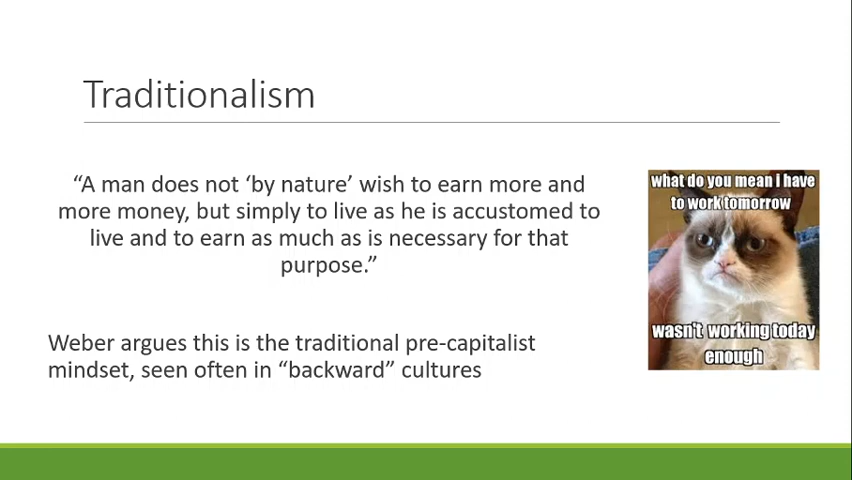 Traditionalism
“A man does not ‘by nature’ wish to earn more and
more money, but simply to live as he is accustomed to
live and to earn as much as is necessary for that
purpose.”
Weber argues this is the traditional pre-capitalist
mindset, seen often in “backward” cultures
what do you mean i have
to work tomorrow
wasn't working today
enough